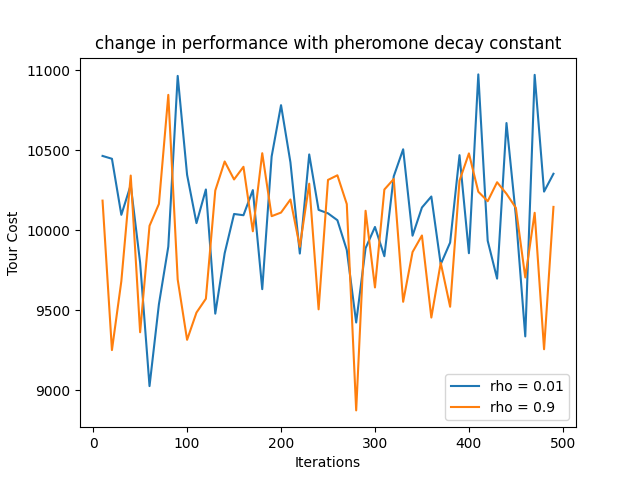 change in performance with pheromone decay constant
Tour Cost
11000
10500
10000
9500
9000
0
100
200
300
400
500
Iterations
rho = 0.01
rho = 0.9